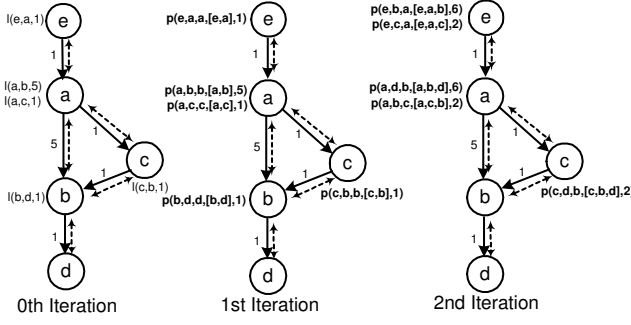 l(e,a,1)
e
1
l(a,b,5)
l(a,c,1)
a
5
1
c
1
l(c,b,1)
l(b,d,1)
b
1
d
0th Iteration
p(e,a,a,[e,a],1)
e
1
p(a,b,b,[a,b],5)
p(a,c,c,[a,c],1)
a
5
1
c
1
p(c,b,b,[c,b],1)
p(b,d,d,[b,d],1)
b
1
d
1st Iteration
p(e,b,a,[e,a,b],6)
p(e,c,a,[e,a,c],2)
e
1
p(a,d,b,[a,b,d],6)
p(a,b,c,[a,c,b],2)
a
5
1
c
1
p(c,d,b,[c,b,d],2)
b
1
d
2nd Iteration